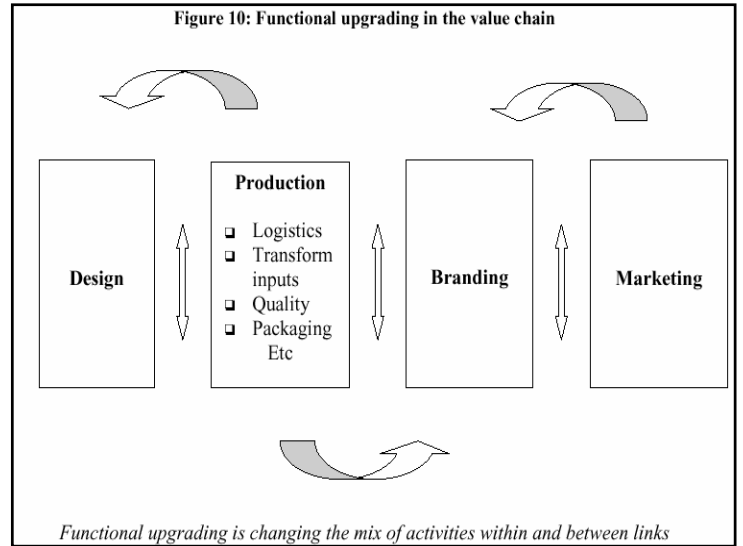 Figure 10: Functional upgrading in the value chain
Design
Production
❑ Logistics
❑ Transform
inputs
❑ Quality
❑ Packaging
Etc
Branding
Marketing
Functional upgrading is changing the mix of activities within and between links